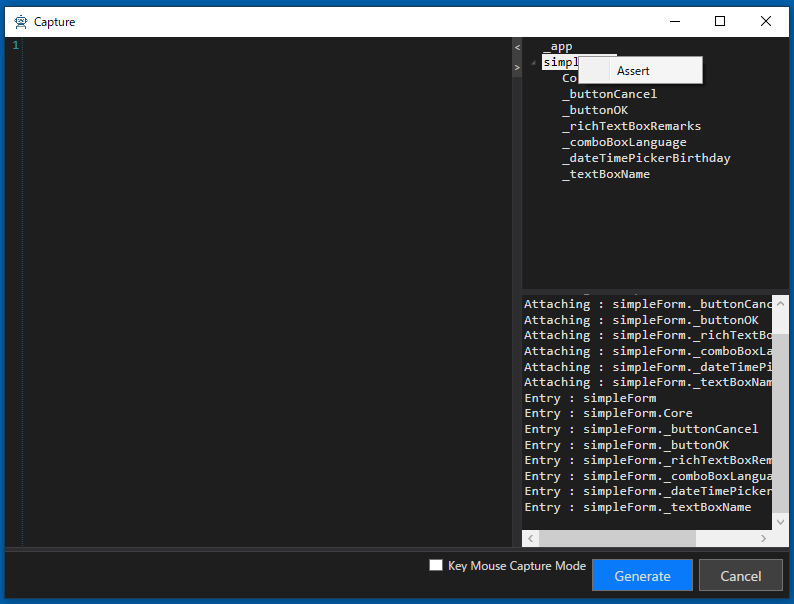 Capture
1
<
>
_app
simpl
Assert
Co
_buttonCancel
_buttonOK
_richTextBoxRemarks
_comboBoxLanguage
_dateTimePickerBirthday
_textBoxName
Attaching : simpleForm._buttonCanc
Attaching : simpleForm._buttonOK
Attaching : simpleForm._richTextBo
Attaching : simpleForm._comboBoxLa
Attaching : simpleForm._dateTimePi
Attaching : simpleForm._textBoxNam
Entry : simpleForm
Entry : simpleForm.Core
Entry : simpleForm._buttonCancel
Entry : simpleForm._buttonOK
Entry : simpleForm._richTextBoxRem
Entry : simpleForm._comboBoxLangua
Entry : simpleForm._dateTimePicker
Entry : simpleForm._textBoxName
Key Mouse Capture Mode
Generate
Cancel